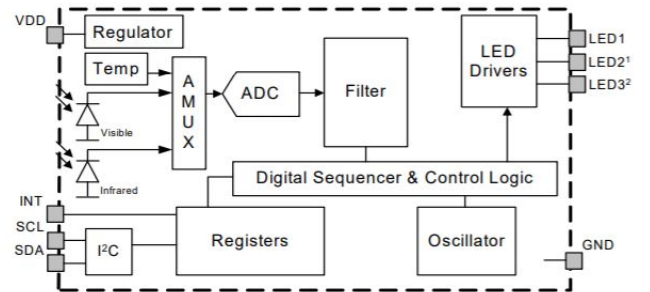 VDD
Regulator
Temp
A
M
U
X
ADC
Filter
LED
Drivers
LED1
LED2¹
LED3²
Visible
Infrared
Digital Sequencer & Control Logic
INT
SCL
SDA
I²C
Registers
Oscillator
GND